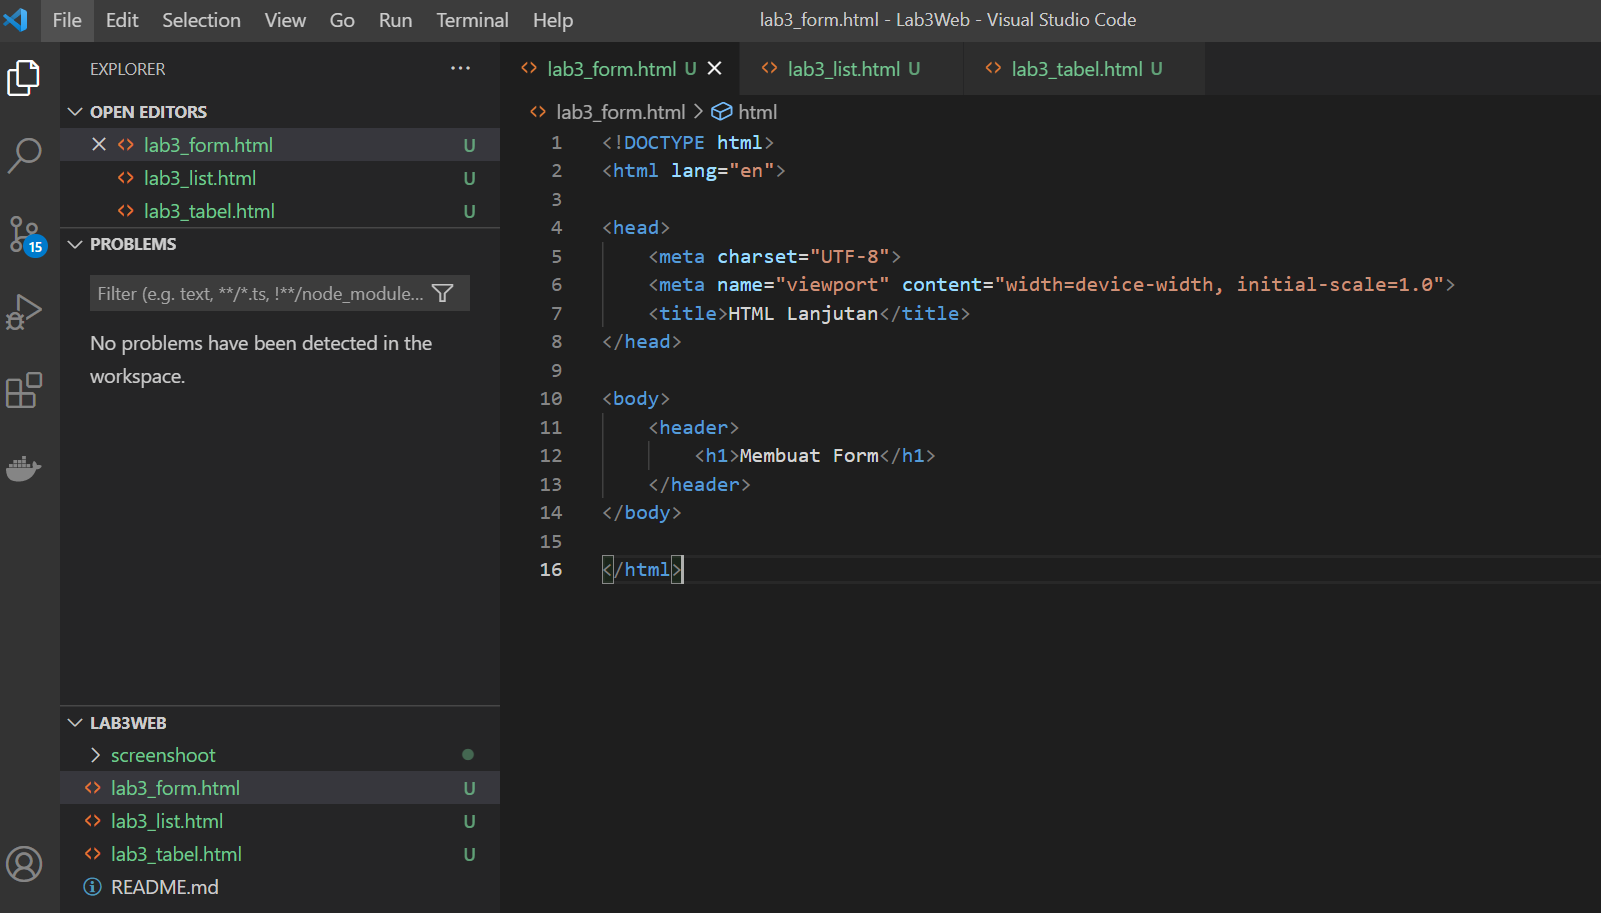 File Edit Selection View Go Run Terminal Help
lab3_form.html - Lab3Web - Visual Studio Code
EXPLORER ···
OPEN EDITORS
lab3_form.html U
lab3_list.html U
lab3_tabel.html U
15
PROBLEMS
Filter (e.g. text, **/*.ts, !**/node_module...
No problems have been detected in the
workspace.
LAB3WEB
screenshoot
lab3_form.html U
lab3_list.html U
lab3_tabel.html U
README.md
lab3_form.html U lab3_list.html U lab3_tabel.html U
lab3_form.html > html
1 <!DOCTYPE html>
2 <html lang="en">
3
4 <head>
5 <meta charset="UTF-8">
6 <meta name="viewport" content="width=device-width, initial-scale=1.0">
7 <title>HTML Lanjutan</title>
8 </head>
9
10 <body>
11 <header>
12 <h1>Membuat Form</h1>
13 </header>
14 </body>
15
16 </html>